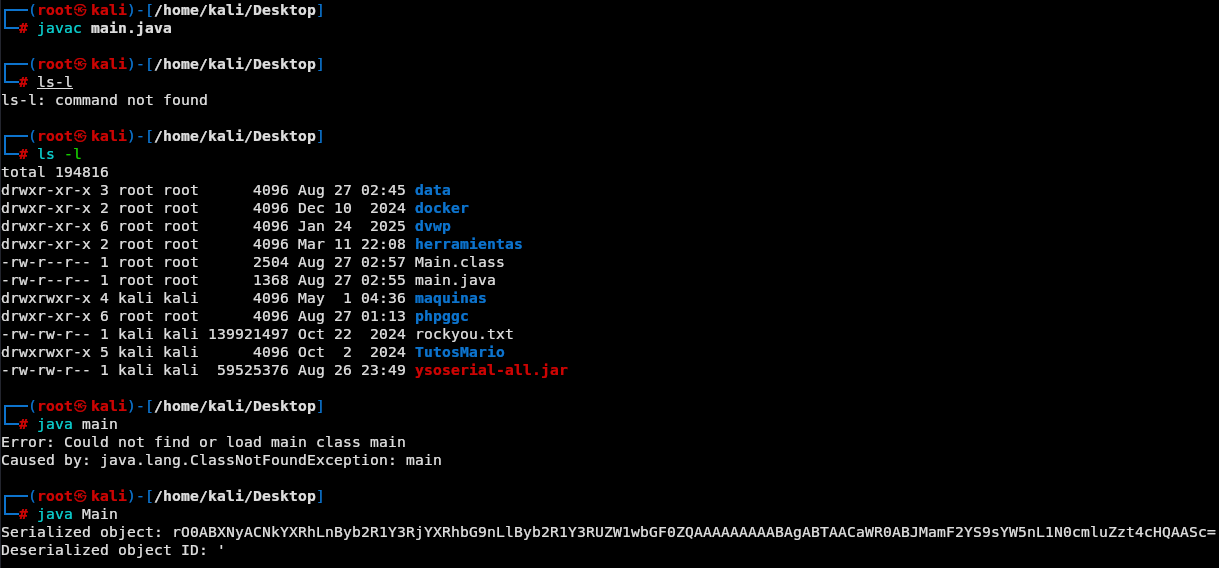 ┌──(root㉿kali)-[/home/kali/Desktop]
└─# javac main.java
┌──(root㉿kali)-[/home/kali/Desktop]
└─# ls-l
ls-l: command not found
┌──(root㉿kali)-[/home/kali/Desktop]
└─# ls -l
total 194816
drwxr-xr-x 3 root root      4096 Aug 27 02:45 data
drwxr-xr-x 2 root root      4096 Dec 10  2024 docker
drwxr-xr-x 6 root root      4096 Jan 24  2025 dvwp
drwxr-xr-x 2 root root      4096 Mar 11 22:08 herramientas
-rw-r--r-- 1 root root      2504 Aug 27 02:57 Main.class
-rw-r--r-- 1 root root      1368 Aug 27 02:55 main.java
drwxrwxr-x 4 kali kali      4096 May  1 04:36 maquinas
drwxr-xr-x 6 root root      4096 Aug 27 01:13 phpggc
-rw-rw-r-- 1 kali kali 139921497 Oct 22  2024 rockyou.txt
drwxrwxr-x 5 kali kali      4096 Oct  2  2024 TutosMario
-rw-rw-r-- 1 kali kali  59525376 Aug 26 23:49 ysoserial-all.jar
┌──(root㉿kali)-[/home/kali/Desktop]
└─# java main
Error: Could not find or load main class main
Caused by: java.lang.ClassNotFoundException: main
┌──(root㉿kali)-[/home/kali/Desktop]
└─# java Main
Serialized object: rO0ABXNyACNkYXRhLnByb2R1Y3RjYXRhbG9nLlByb2R1Y3RUZW1wbGF0ZQAAAAAAAAABAgABTAACaWR0ABJMamF2YS9sYW5nL1N0cmluZzt4cHQAASc=
Deserialized object ID: '